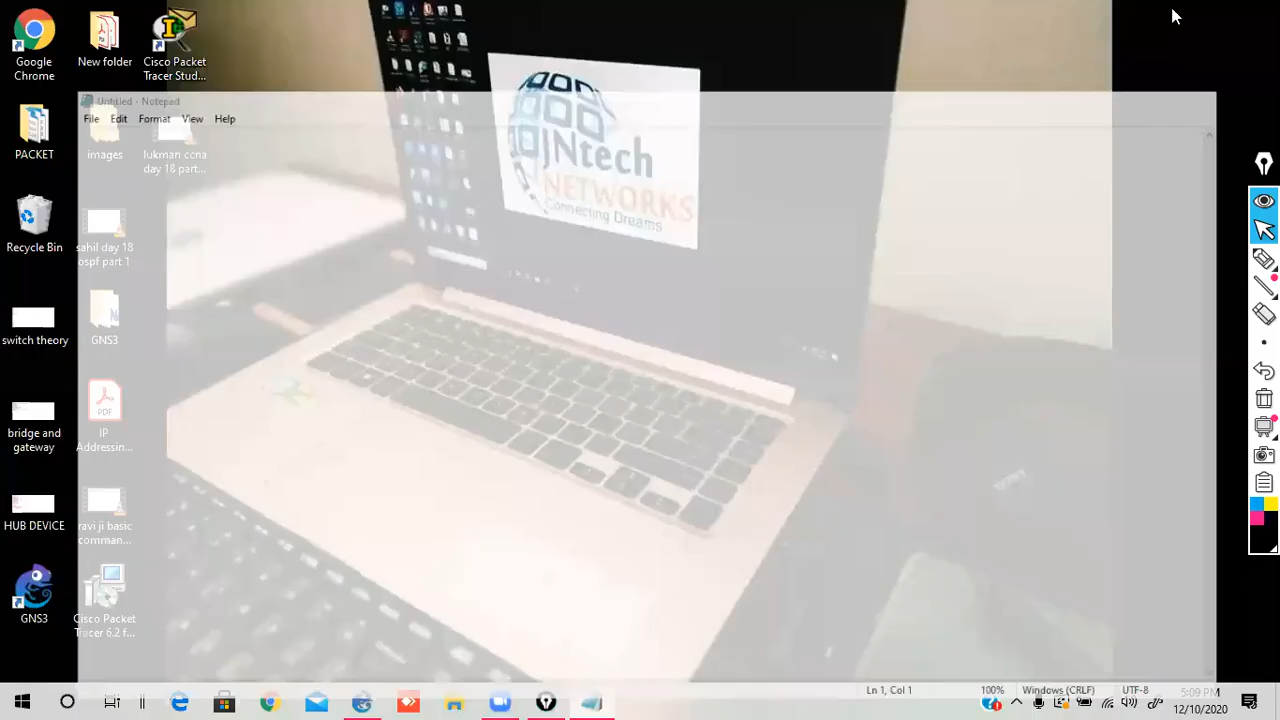 Google
Chrome
New folder
Cisco Packet
Tracer Stud...
PACKET
images
lukman ccna
day 18 part...
Recycle Bin
sahil day 18
ospf part 1
switch theory
GNS3
bridge and
gateway
PDF
IP
Addressin...
HUB DEVICE
ravi ji basic
comman...
GNS3
Cisco Packet
Tracer 6.2 f...
Untitled - Notepad
File Edit Format View Help
JNtech
NETWORKS
Connecting Dreams
Ln 1, Col 1 100% Windows (CRLF) UTF-8
5:09 PM
12/10/2020